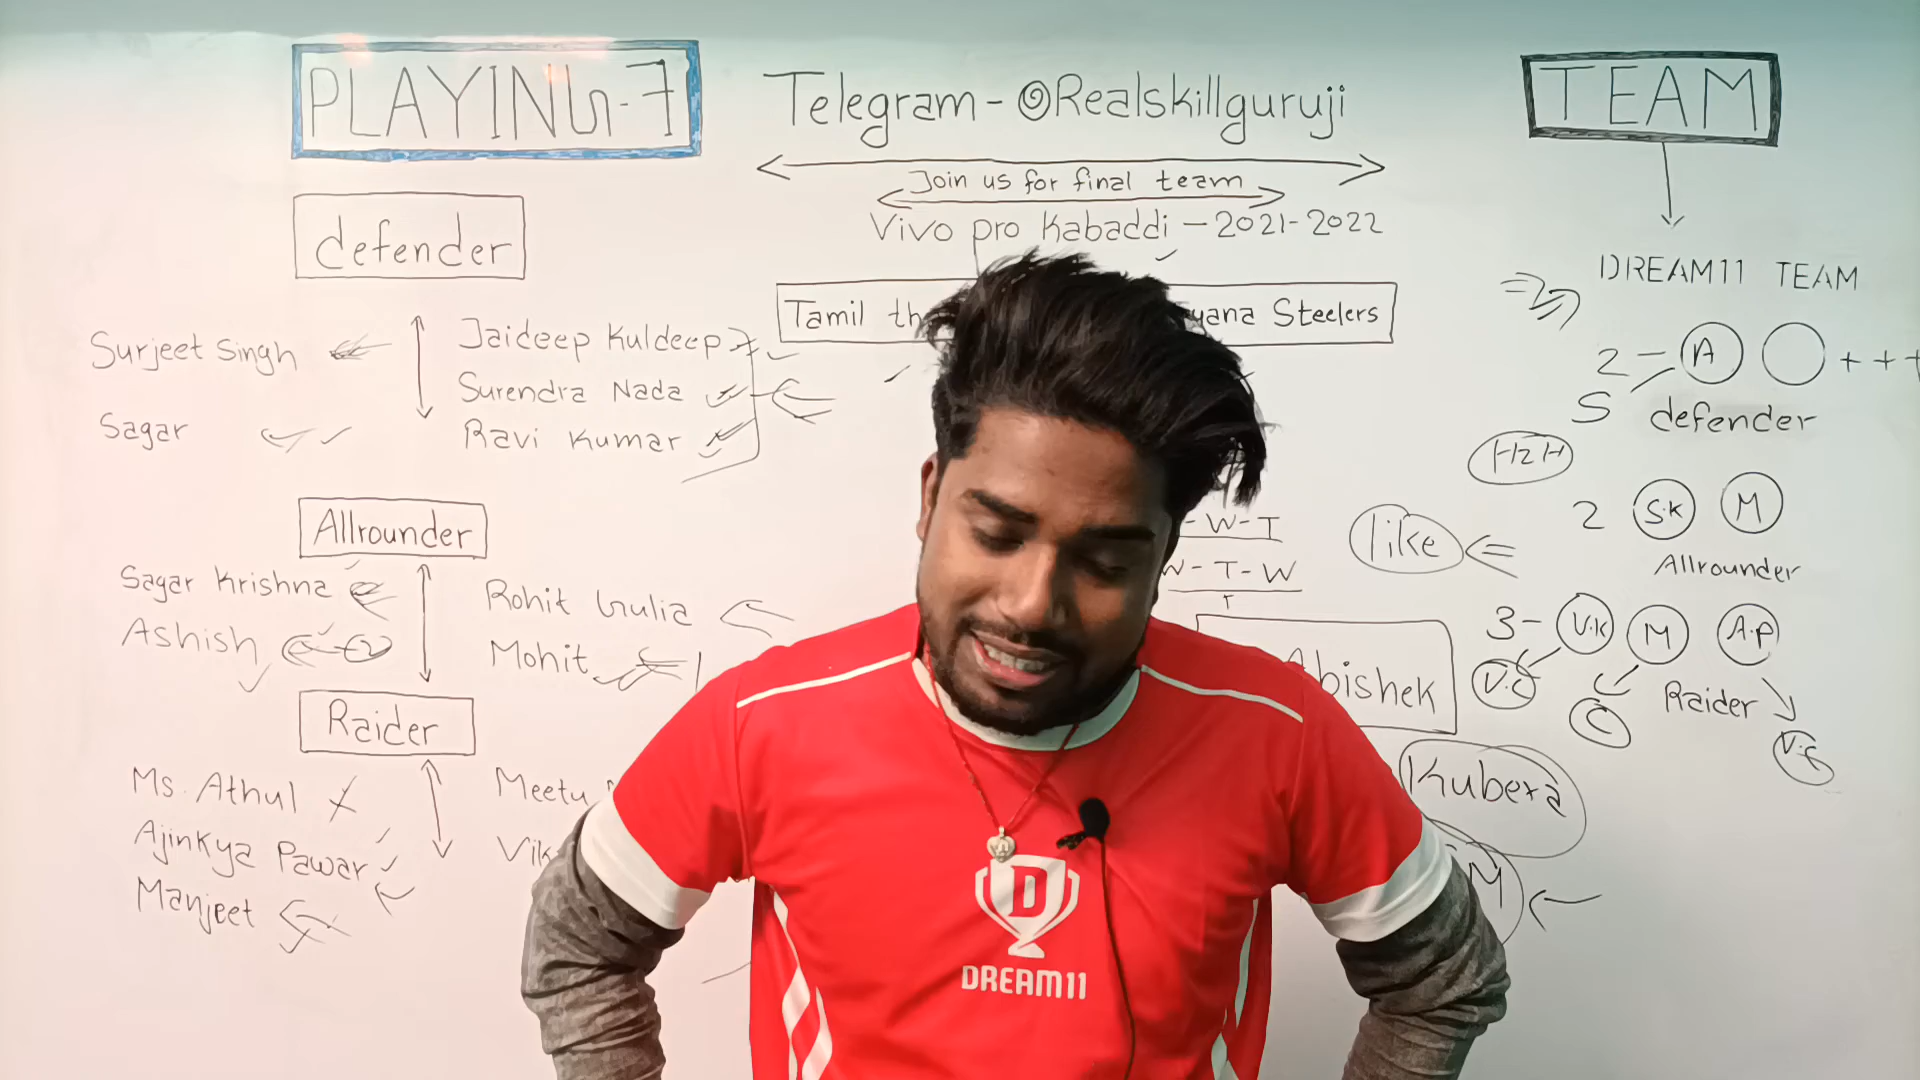 PLAYING-7
Telegram - @Realskillguruji
TEAM
Join us for final team
Vivo pro Kabaddi - 2021-2022
defender
DREAM11 TEAM
Tamil th
yana Steelers
Surjeet Singh
Jaideep Kuldeep
2 - A + + +
Surendra Nada
S
defender
Sagar
Ravi Kumar
H2H
2 S.K M
Allrounder
- W - T
like
Allrounder
W - T - W
Sagar Krishna
Rohit Gulia
3 - V.K M A.P
Ashish
Mohit
Abishek
V.C
C
Raider
V.C
Raider
Ms. Athul
Meetu
Kubera
Ajinkya Pawar
Vik
Manjeet
M
D
DREAM11